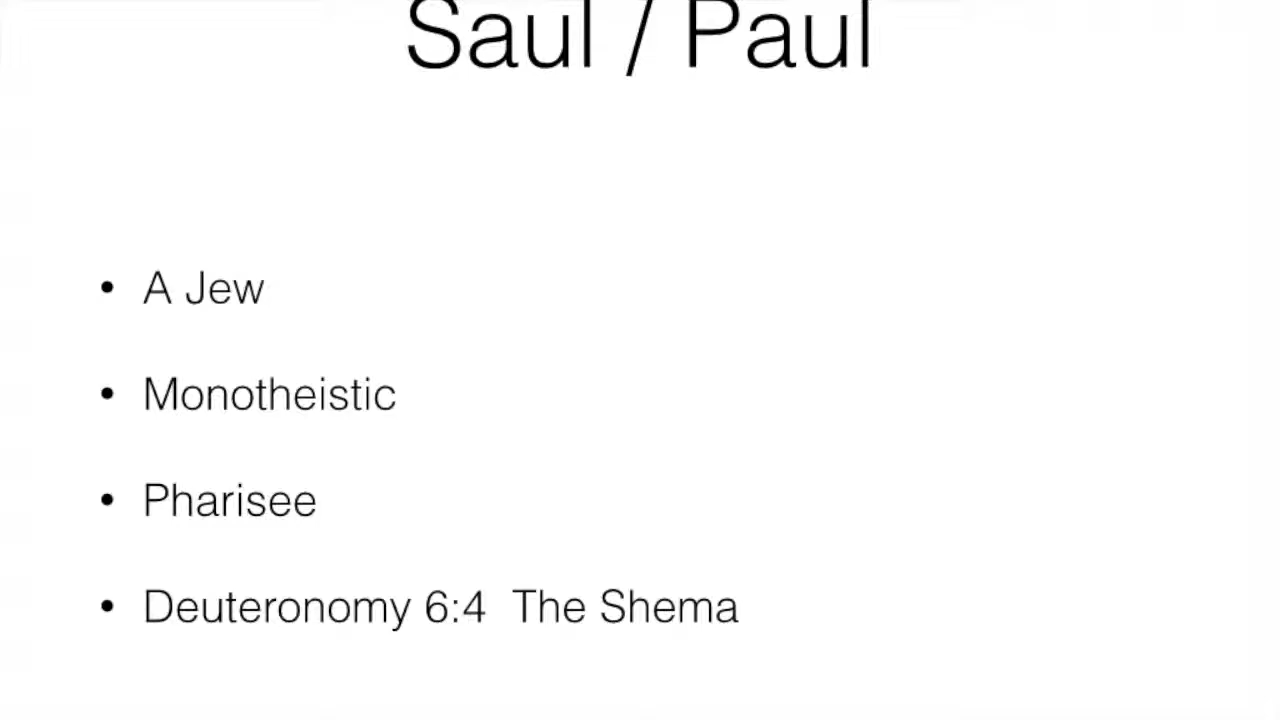 Saul / Paul
• A Jew
• Monotheistic
• Pharisee
• Deuteronomy 6:4 The Shema